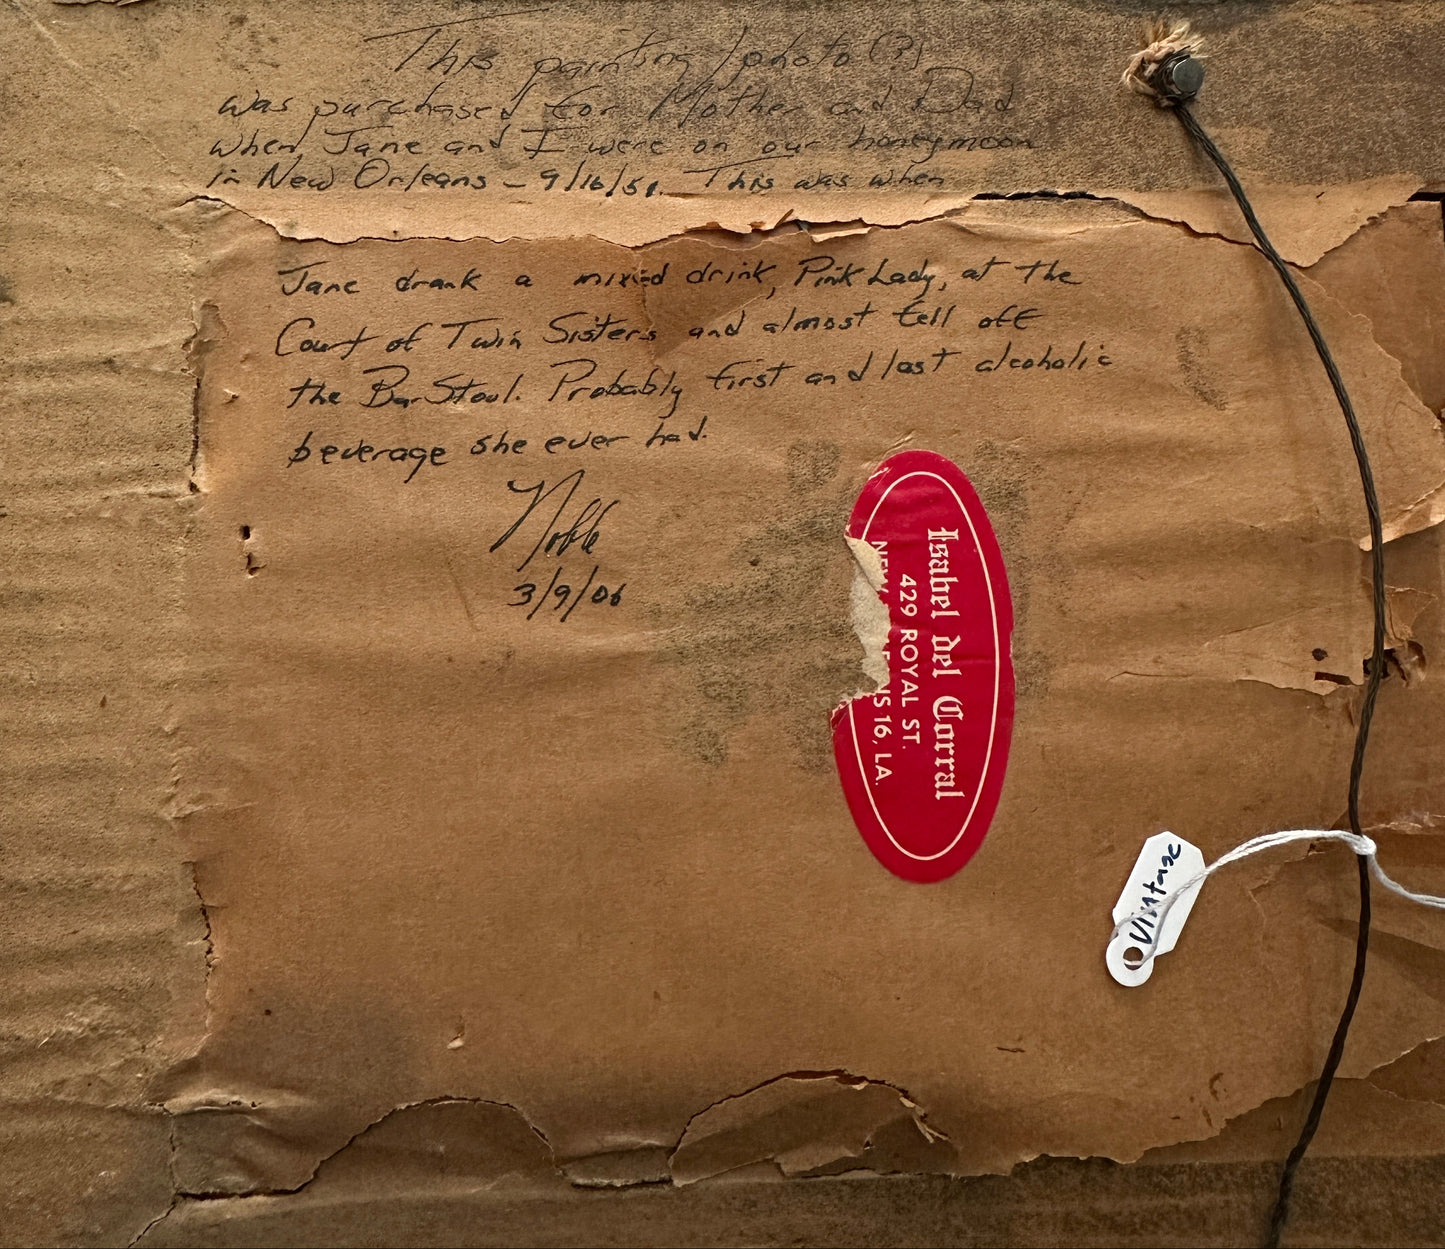 This painting/photo(?)
was purchased for Mother and Dad
when Jane and I were on our honeymoon
in New Orleans - 9/16/51. This was when
Jane drank a mixed drink, Pink Lady, at the
Court of Twin Sisters and almost fell off
the Bar Stool. Probably first and last alcoholic
beverage she ever had.
Noble
3/9/06
Isabel del Corral
429 ROYAL ST.
NS 16, LA.
Vintage